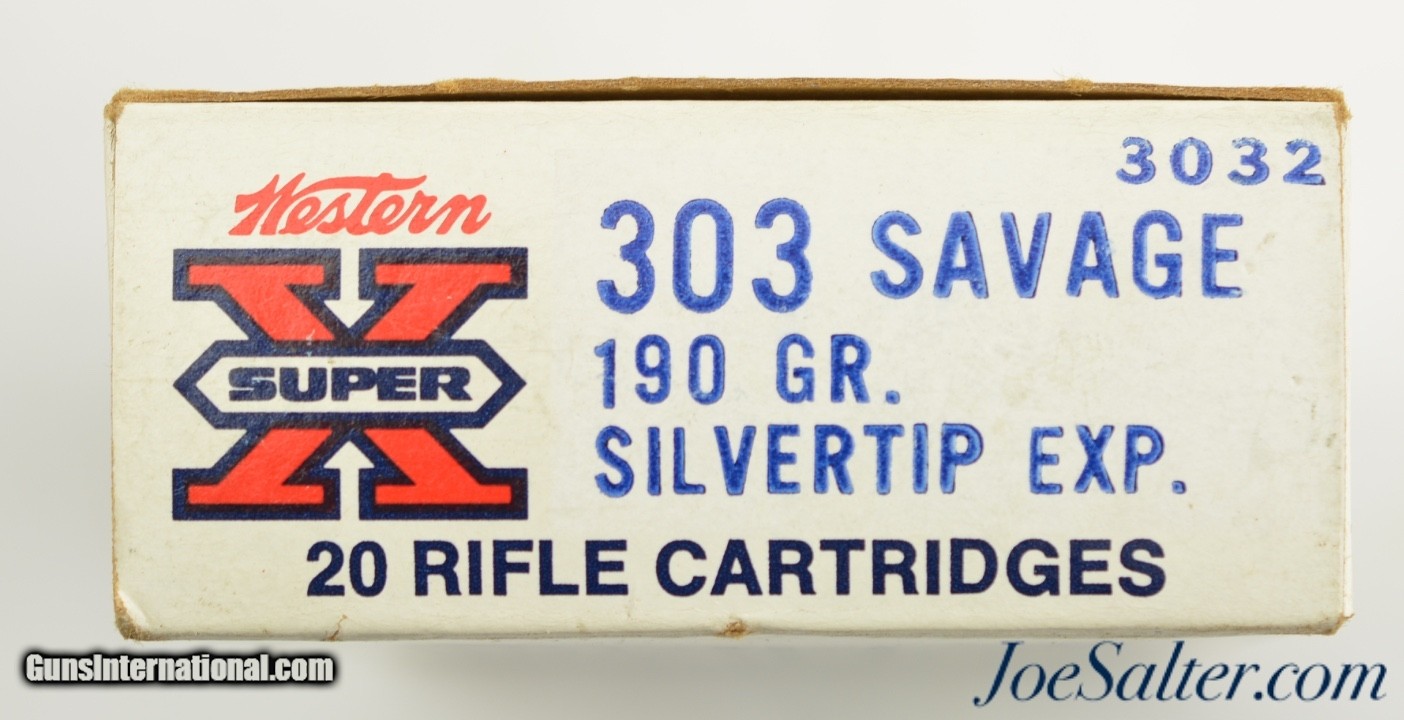 3032
Western
SUPER X
303 SAVAGE
190 GR.
SILVERTIP EXP.
20 RIFLE CARTRIDGES
GunsInternational.com
JoeSalter.com